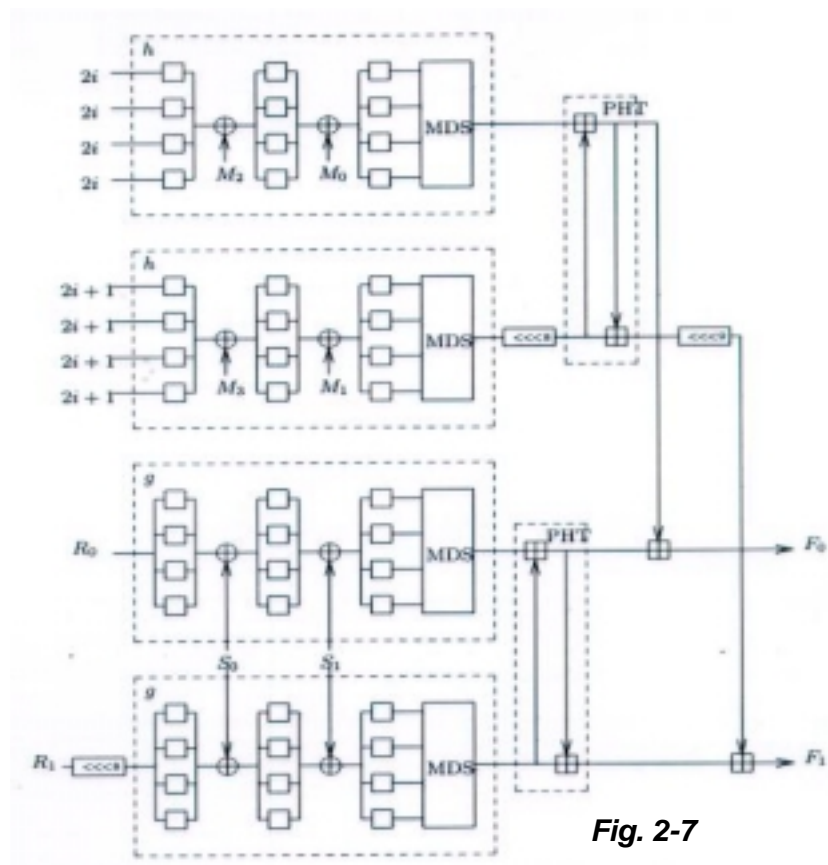 h
2i
2i
2i
2i
M₂
M₀
MDS
PHT
h
2i + 1
2i + 1
2i + 1
2i + 1
M₃
M₁
MDS
<<<8
<<<9
g
R₀
MDS
PHT
F₀
S₀
S₁
g
R₁
<<<8
MDS
F₁
Fig. 2-7